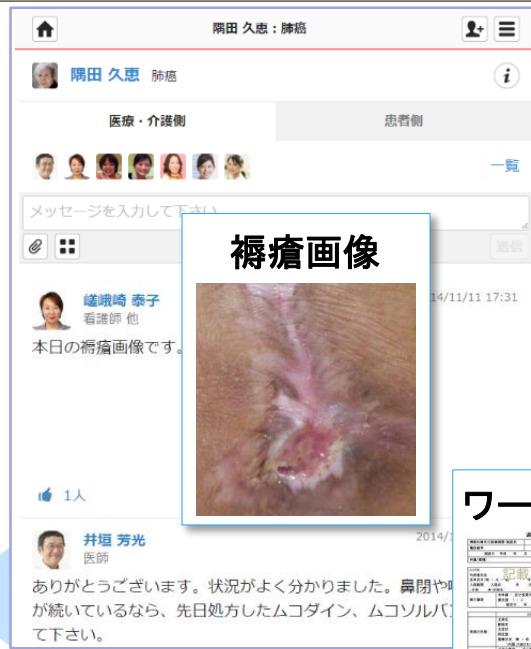 隅田 久恵：肺癌
隅田 久恵 肺癌
医療・介護側
患者側
一覧
メッセージを入力して下さい
送信
褥瘡画像
嵯峨崎 泰子
14/11/11 17:31
看護師 他
本日の褥瘡画像です。
1人
ワー
井垣 芳光
2014/1
医師
記載
ありがとうございます。状況がよく分かりました。鼻閉や
が続いているなら、先日処方したムコダイン、ムコソルバン
て下さい。